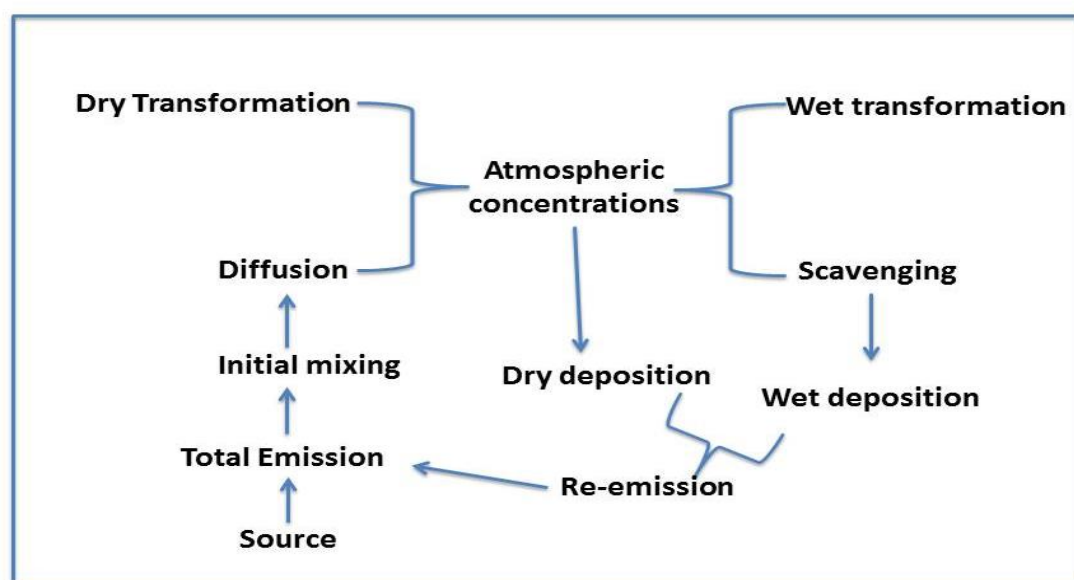 Dry Transformation
Wet transformation
Atmospheric
concentrations
Diffusion
Scavenging
Initial mixing
Dry deposition
Wet deposition
Total Emission
Re-emission
Source